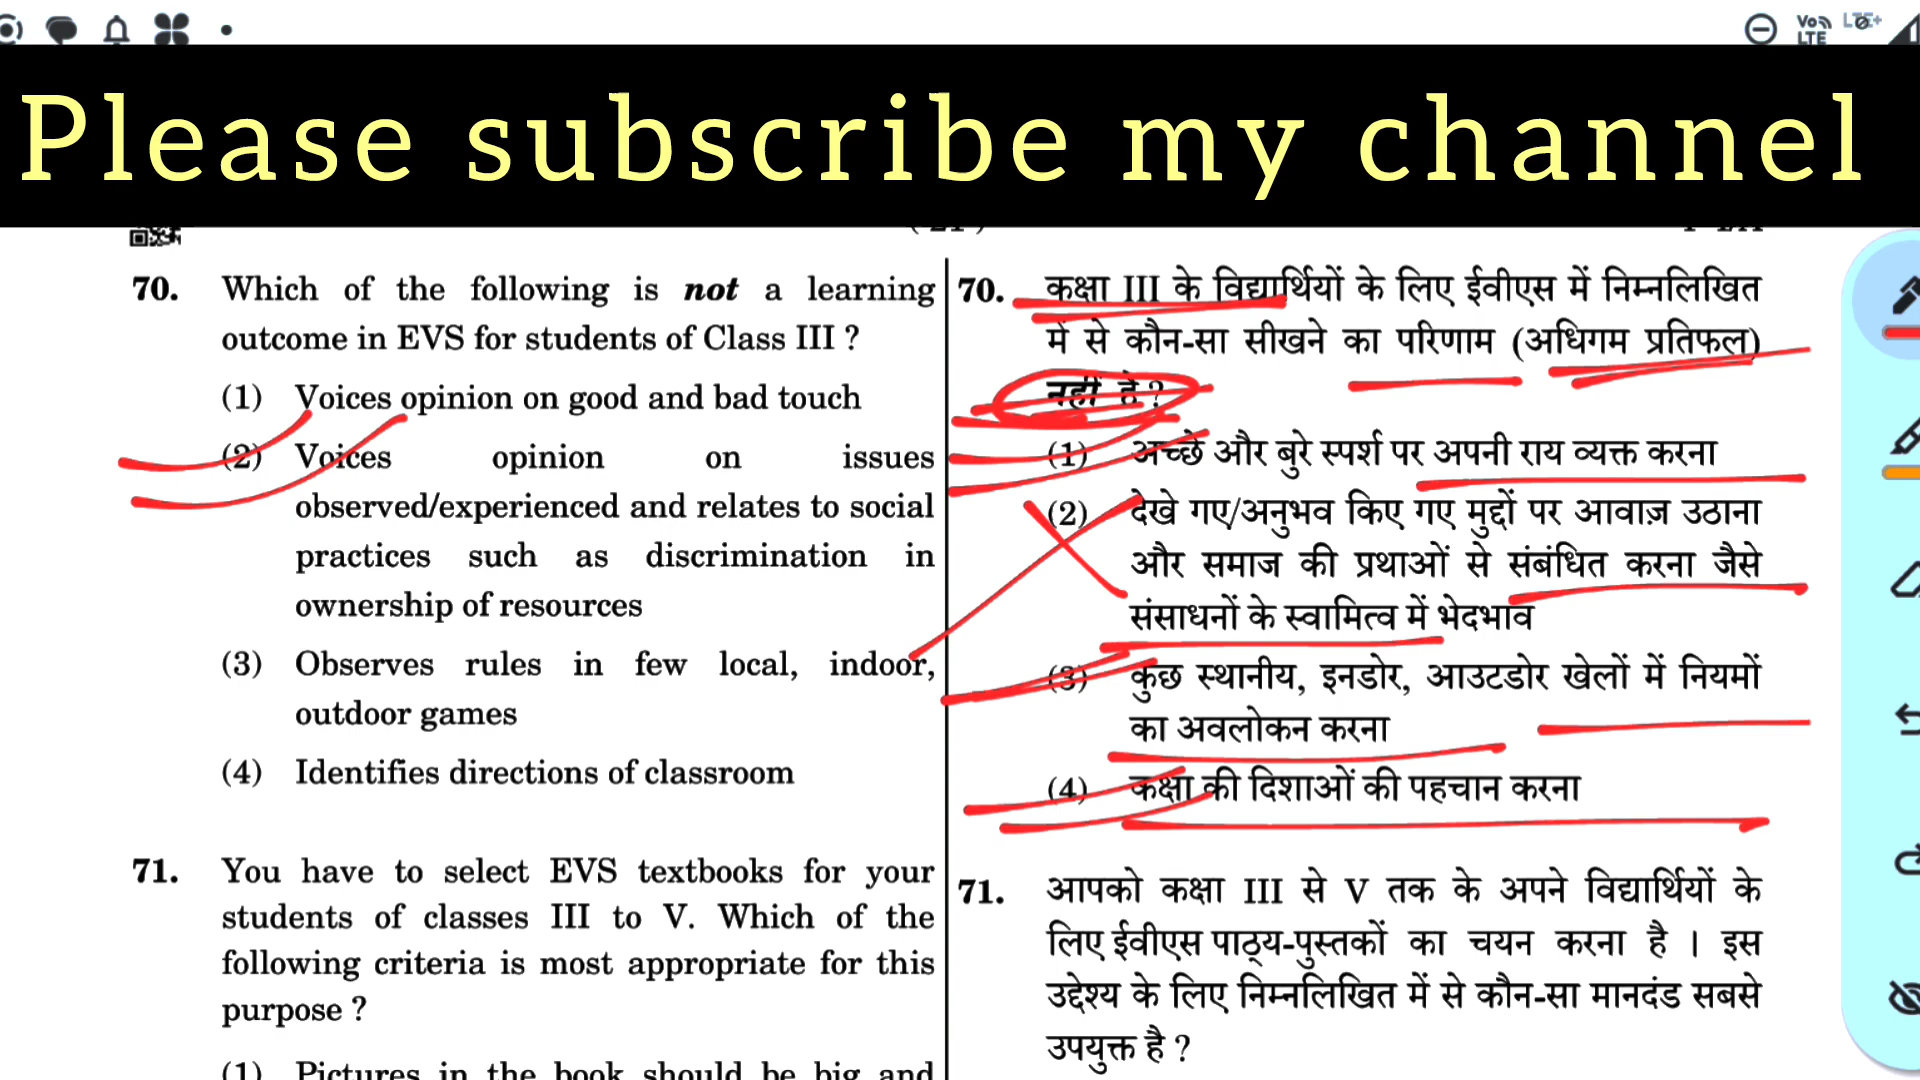 Vo LTE LTE+
Please subscribe my channel
70. Which of the following is not a learning
outcome in EVS for students of Class III ?
(1) Voices opinion on good and bad touch
(2) Voices opinion on issues
observed/experienced and relates to social
practices such as discrimination in
ownership of resources
(3) Observes rules in few local, indoor,
outdoor games
(4) Identifies directions of classroom
71. You have to select EVS textbooks for your
students of classes III to V. Which of the
following criteria is most appropriate for this
purpose ?
(1) Pictures in the book should be big and
70. कक्षा III के विद्यार्थियों के लिए ईवीएस में निम्नलिखित
में से कौन-सा सीखने का परिणाम (अधिगम प्रतिफल)
नहीं है ?
(1) अच्छे और बुरे स्पर्श पर अपनी राय व्यक्त करना
(2) देखे गए/अनुभव किए गए मुद्दों पर आवाज़ उठाना
और समाज की प्रथाओं से संबंधित करना जैसे
संसाधनों के स्वामित्व में भेदभाव
(3) कुछ स्थानीय, इनडोर, आउटडोर खेलों में नियमों
का अवलोकन करना
(4) कक्षा की दिशाओं की पहचान करना
71. आपको कक्षा III से V तक के अपने विद्यार्थियों के
लिए ईवीएस पाठ्य-पुस्तकों का चयन करना है । इस
उद्देश्य के लिए निम्नलिखित में से कौन-सा मानदंड सबसे
उपयुक्त है ?